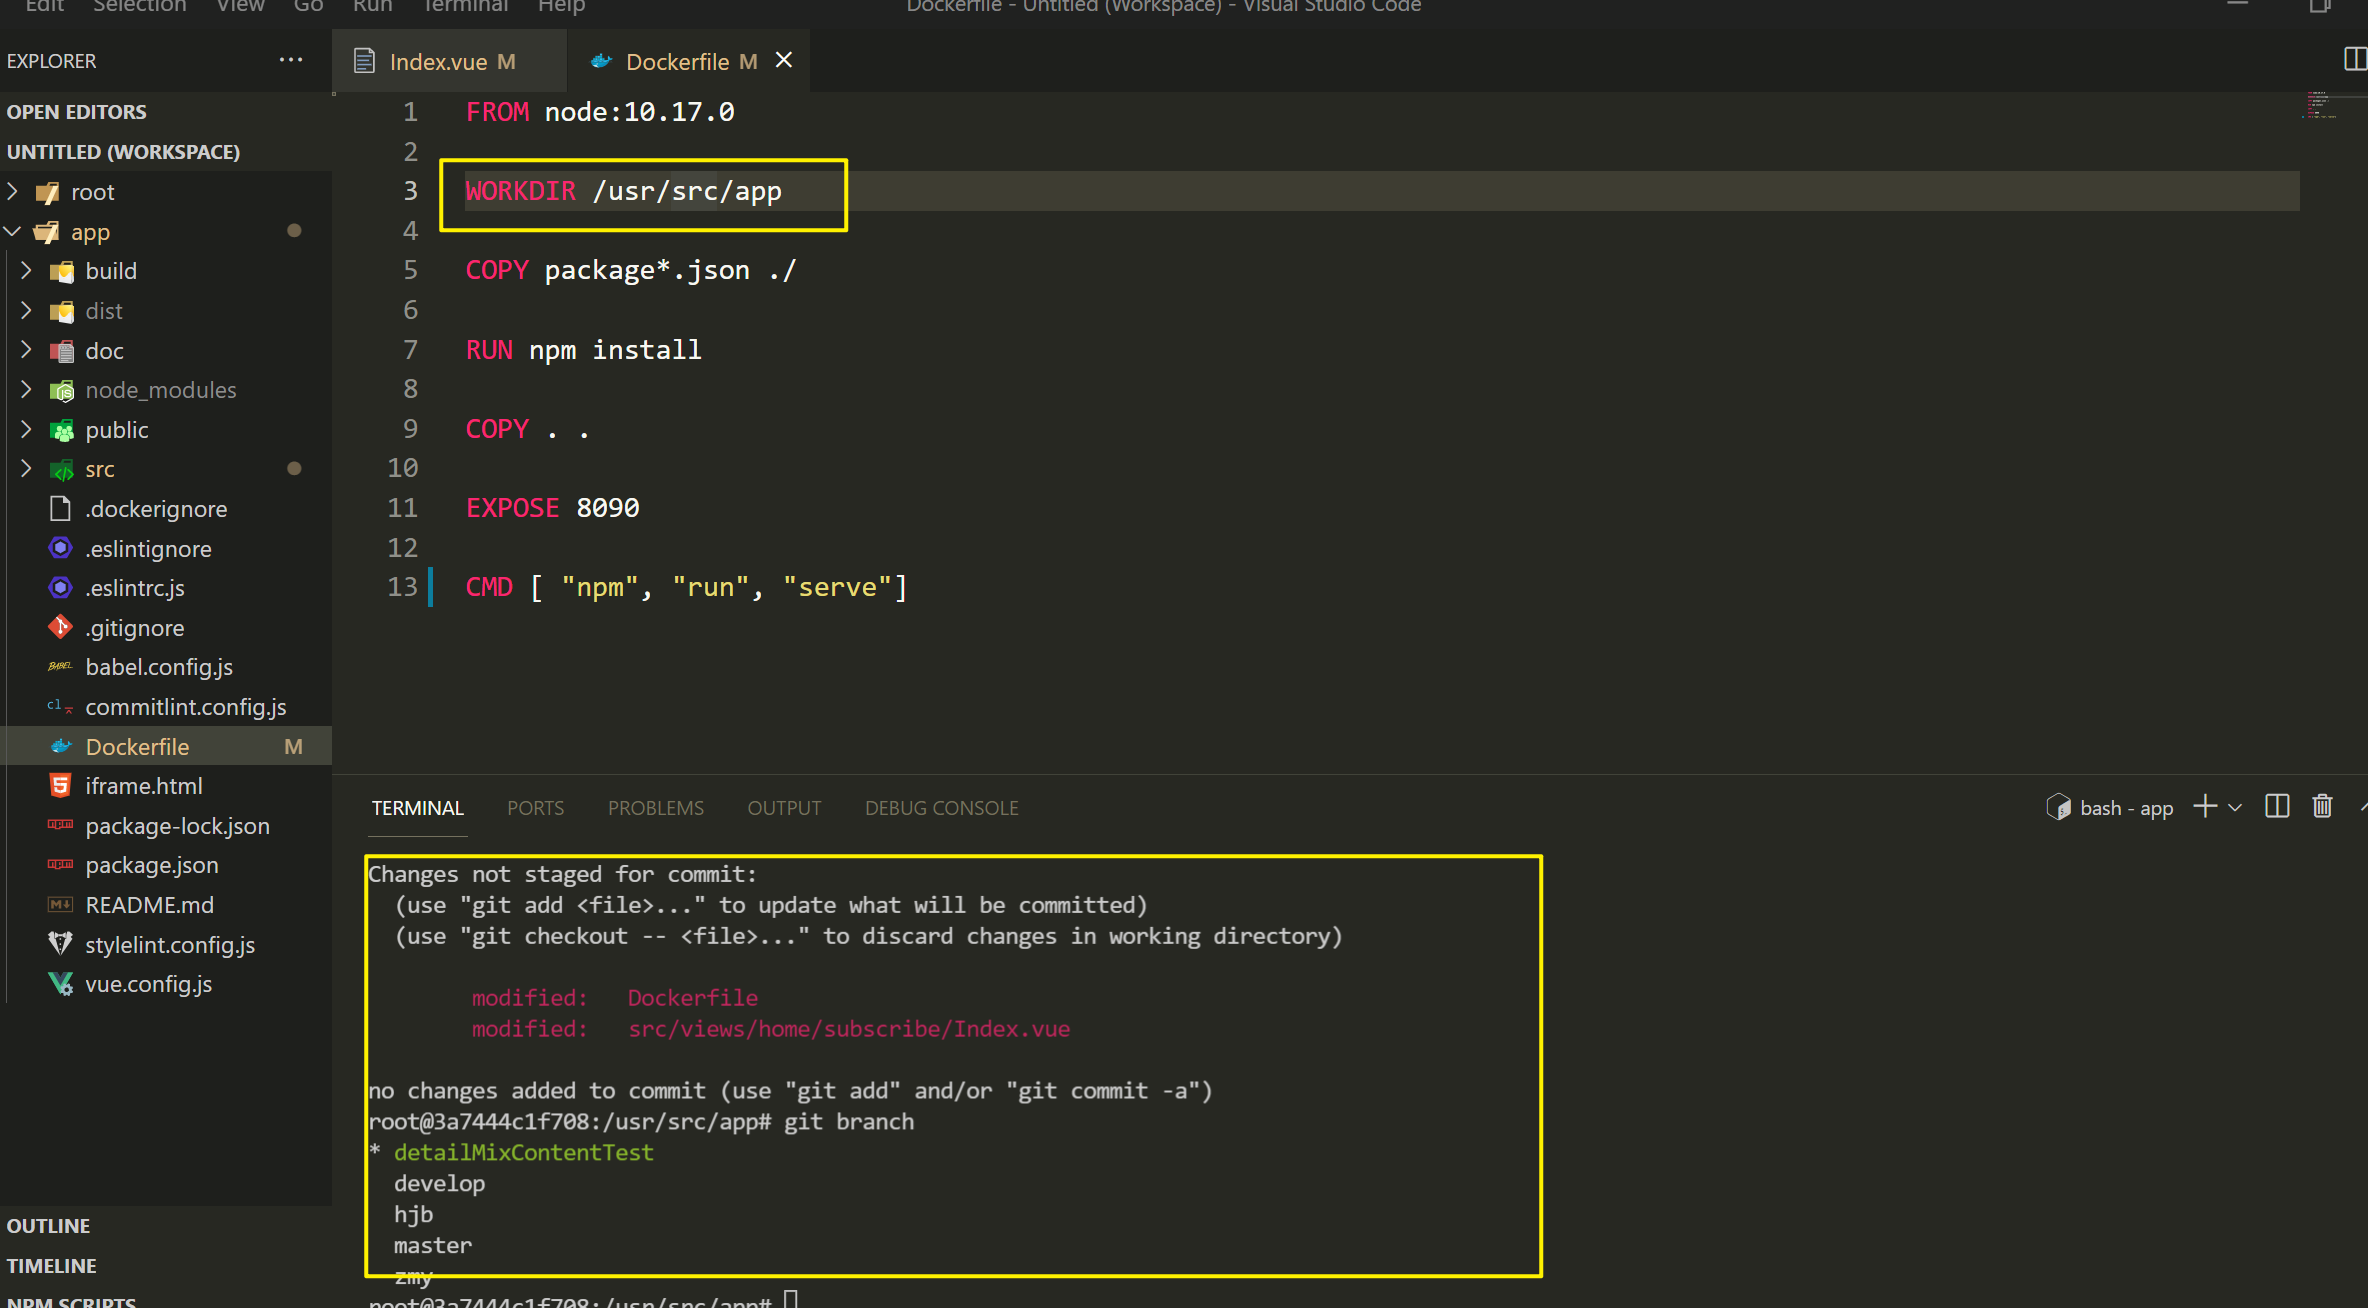 Edit Selection View Go Run Terminal Help Dockerfile - Untitled (Workspace) - Visual Studio Code
EXPLORER ···
Index.vue M
Dockerfile M
OPEN EDITORS
UNTITLED (WORKSPACE)
root
app
build
dist
doc
node_modules
public
src
.dockerignore
.eslintignore
.eslintrc.js
.gitignore
babel.config.js
commitlint.config.js
Dockerfile M
iframe.html
package-lock.json
package.json
README.md
stylelint.config.js
vue.config.js
OUTLINE
TIMELINE
NPM SCRIPTS
1 FROM node:10.17.0
2
3 WORKDIR /usr/src/app
4
5 COPY package*.json ./
6
7 RUN npm install
8
9 COPY . .
10
11 EXPOSE 8090
12
13 CMD [ "npm", "run", "serve"]
TERMINAL PORTS PROBLEMS OUTPUT DEBUG CONSOLE
bash - app
Changes not staged for commit:
(use "git add <file>..." to update what will be committed)
(use "git checkout -- <file>..." to discard changes in working directory)
modified: Dockerfile
modified: src/views/home/subscribe/Index.vue
no changes added to commit (use "git add" and/or "git commit -a")
root@3a7444c1f708:/usr/src/app# git branch
* detailMixContentTest
develop
hjb
master
zmy
root@3a7444c1f708:/usr/src/app#